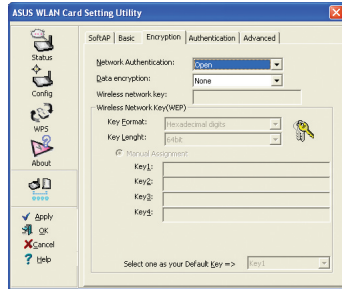 ASUS WLAN Card Setting Utility
Status
Config
WPS
About
Apply
OK
Cancel
Help
SoftAP Basic Encryption Authentication Advanced
Network Authentication: Open
Data encryption: None
Wireless network key:
Wireless Network Key(WEP)
Key Format: Hexadecimal digits
Key Lenght: 64bit
Manual Assignment
Key1:
Key2:
Key3:
Key4:
Select one as your Default Key => Key1